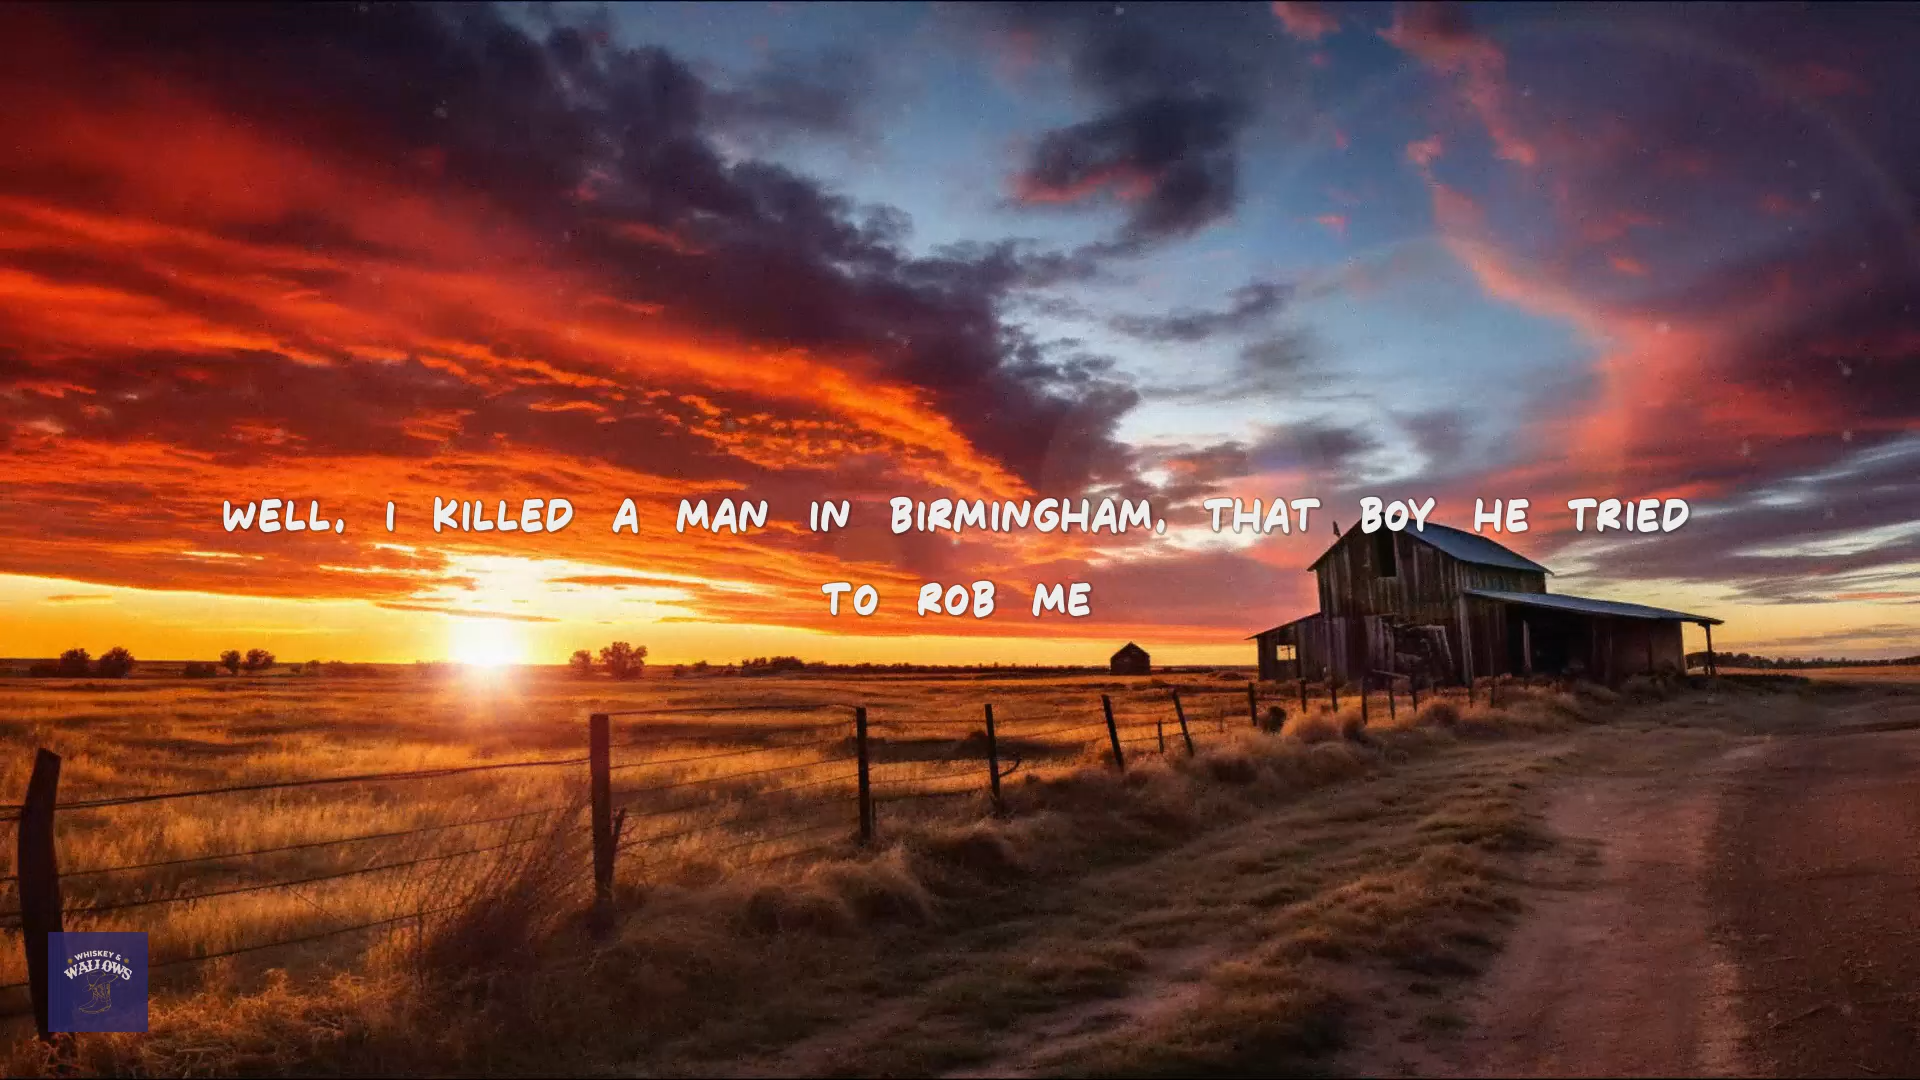 WELL, I KILLED A MAN IN BIRMINGHAM, THAT BOY HE TRIED
TO ROB ME
WHISKEY &
WALLOWS